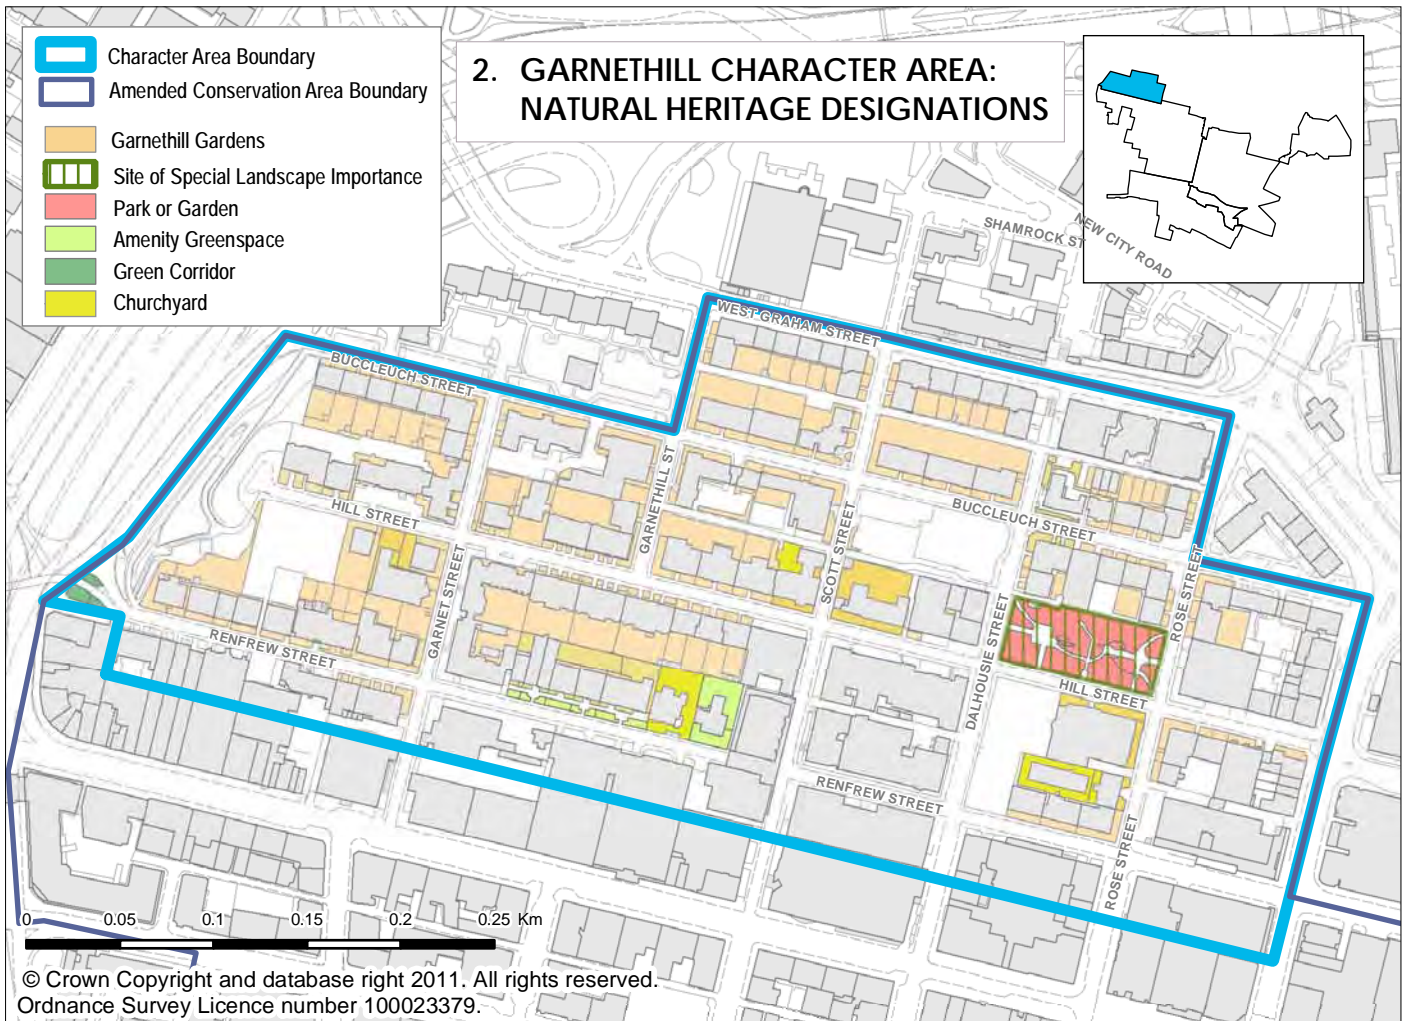 Character Area Boundary
Amended Conservation Area Boundary
Garnethill Gardens
Site of Special Landscape Importance
Park or Garden
Amenity Greenspace
Green Corridor
Churchyard
2. GARNETHILL CHARACTER AREA:
NATURAL HERITAGE DESIGNATIONS
SHAMROCK ST
NEW CITY ROAD
WEST GRAHAM STREET
BUCCLEUCH STREET
GARNETHILL ST
HILL STREET
BUCCLEUCH STREET
SCOTT STREET
GARNET STREET
ROSE STREET
DALHOUSIE STREET
RENFREW STREET
HILL STREET
RENFREW STREET
ROSE STREET
0 0.05 0.1 0.15 0.2 0.25 Km
© Crown Copyright and database right 2011. All rights reserved.
Ordnance Survey Licence number 100023379.